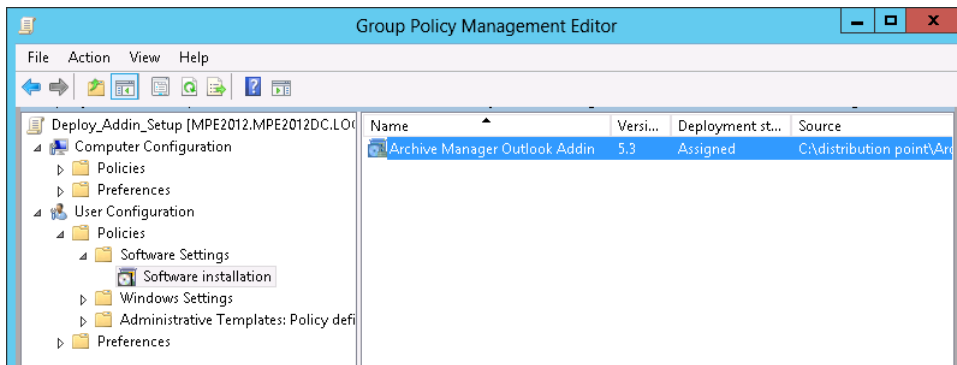 Group Policy Management Editor
File Action View Help
Deploy_Addin_Setup [MPE2012.MPE2012DC.LO
Computer Configuration
Policies
Preferences
User Configuration
Policies
Software Settings
Software installation
Windows Settings
Administrative Templates: Policy defi
Preferences
Name Versi... Deployment st... Source
Archive Manager Outlook Addin 5.3 Assigned C:\distribution point\Arc